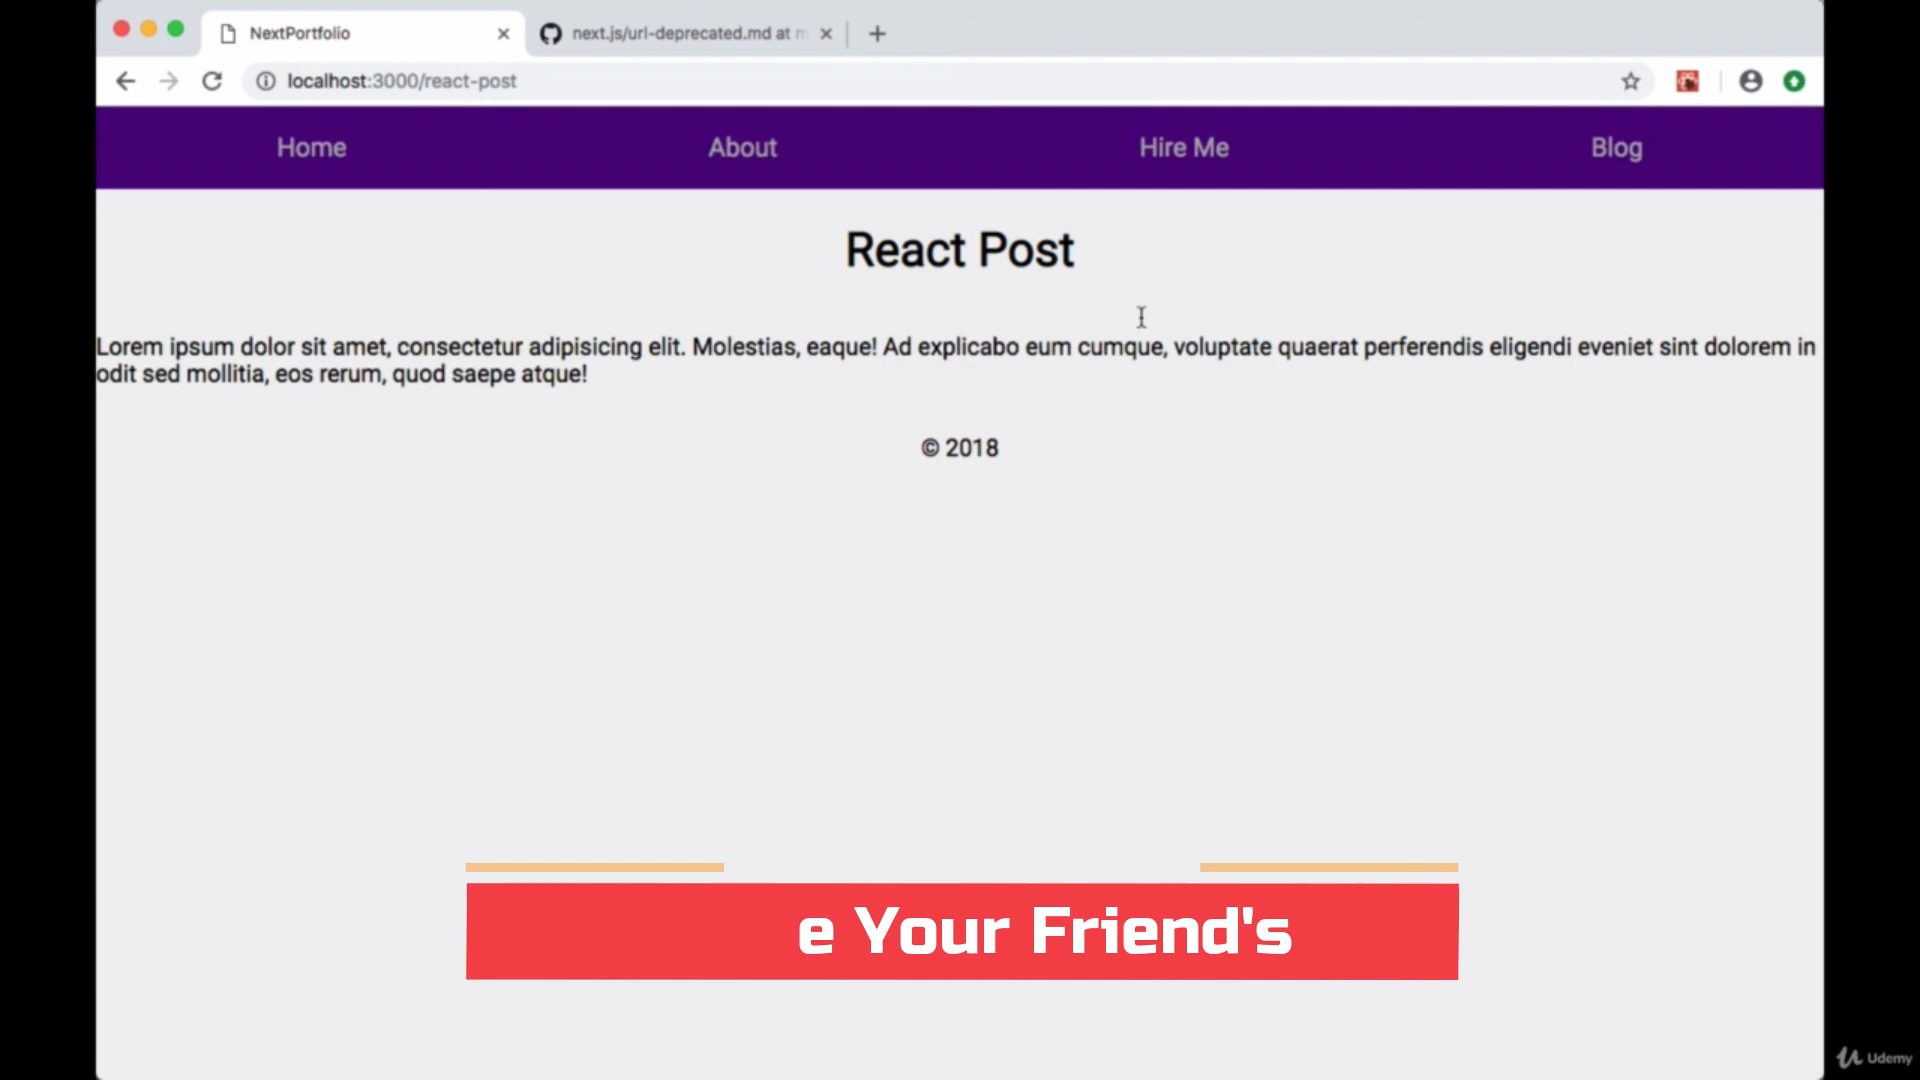 NextPortfolio
next.js/url-deprecated.md at m
localhost:3000/react-post
Home About Hire Me Blog
React Post
Lorem ipsum dolor sit amet, consectetur adipisicing elit. Molestias, eaque! Ad explicabo eum cumque, voluptate quaerat perferendis eligendi eveniet sint dolorem in
odit sed mollitia, eos rerum, quod saepe atque!
© 2018
e Your Friend's
Udemy